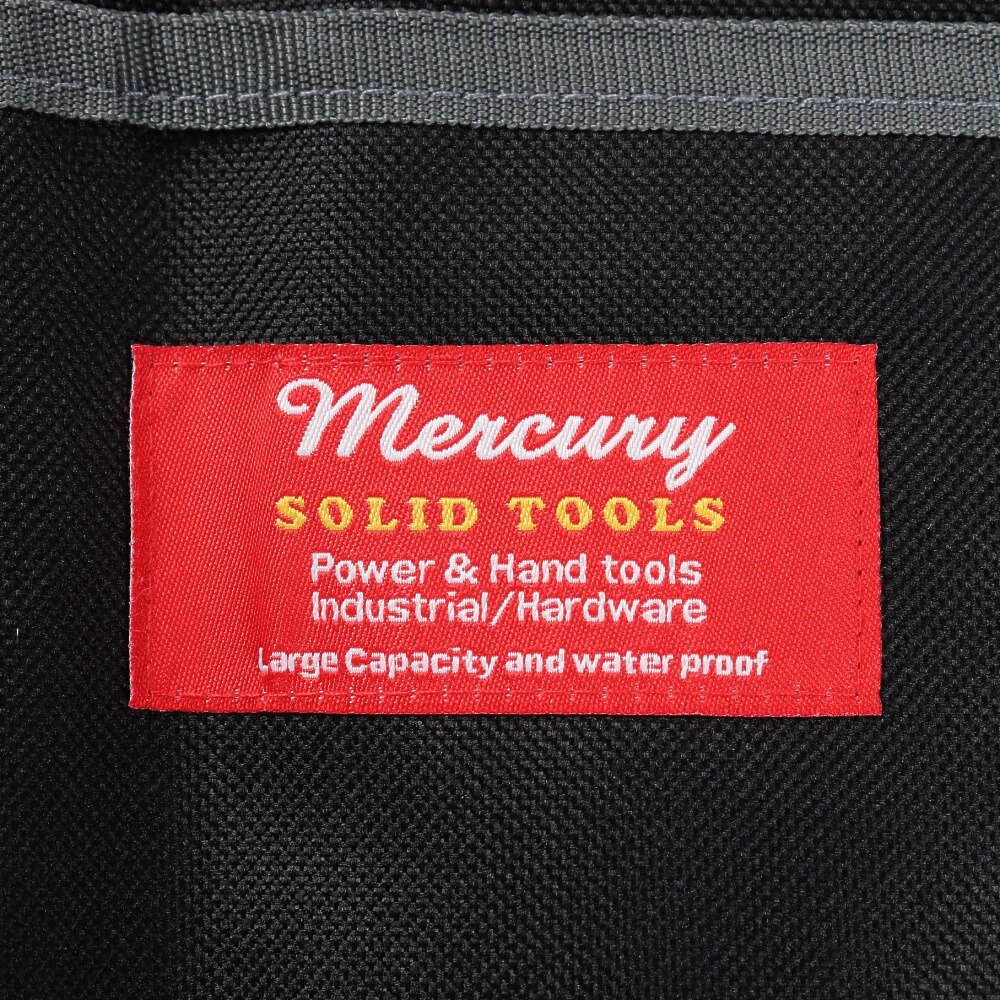 Mercury
SOLID TOOLS
Power & Hand tools
Industrial/Hardware
Large Capacity and water proof